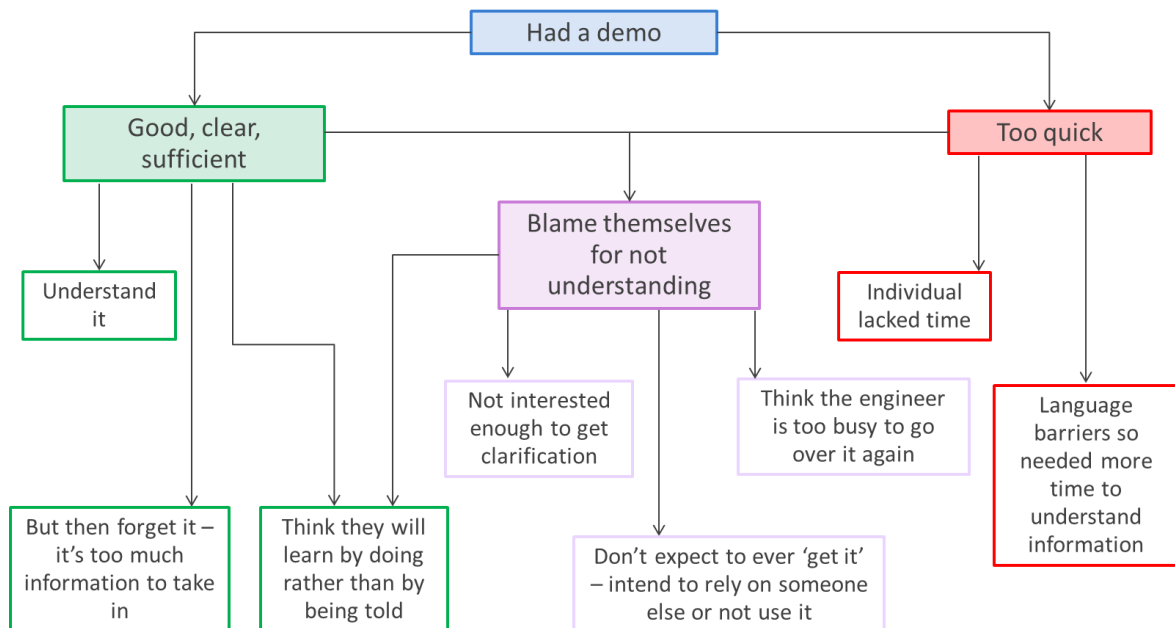 Had a demo
Good, clear,
sufficient
Too quick
Blame themselves
for not
understanding
Understand
it
Individual
lacked time
Not interested
enough to get
clarification
Think the engineer
is too busy to go
over it again
Language
barriers so
needed more
time to
understand
information
But then forget it –
it’s too much
information to take
in
Think they will
learn by doing
rather than by
being told
Don’t expect to ever ‘get it’
– intend to rely on someone
else or not use it